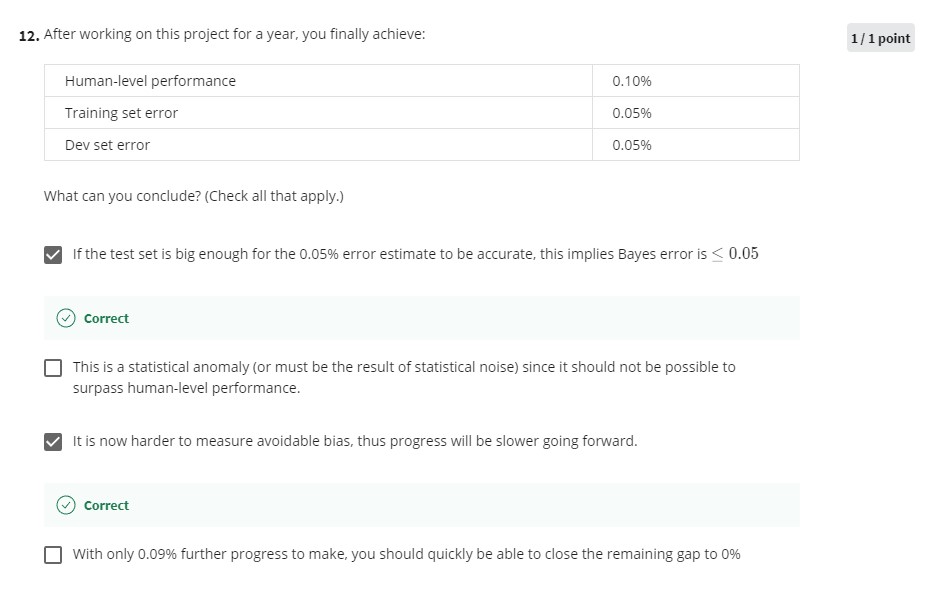 12. After working on this project for a year, you finally achieve:
1 / 1 point
Human-level performance 0.10%
Training set error 0.05%
Dev set error 0.05%
What can you conclude? (Check all that apply.)
If the test set is big enough for the 0.05% error estimate to be accurate, this implies Bayes error is ≤ 0.05
Correct
This is a statistical anomaly (or must be the result of statistical noise) since it should not be possible to
surpass human-level performance.
It is now harder to measure avoidable bias, thus progress will be slower going forward.
Correct
With only 0.09% further progress to make, you should quickly be able to close the remaining gap to 0%